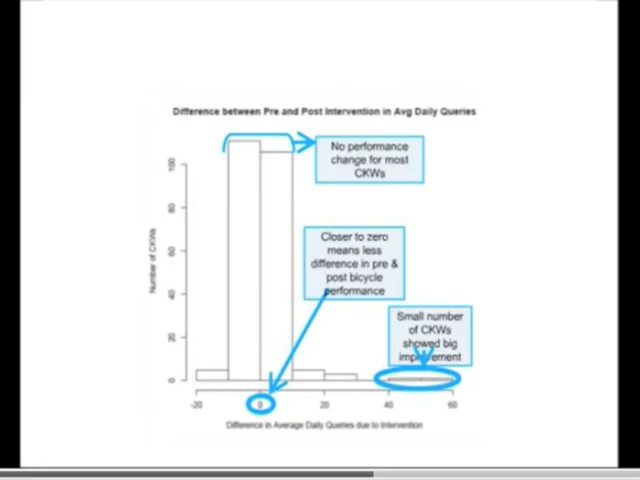 Difference between Pre and Post Intervention in Avg Daily Queries
No performance
change for most
CKWs
Closer to zero
means less
difference in pre &
post bicycle
performance
Small number
of CKWs
showed big
improvement
Number of CKWs
100
80
60
40
20
0
-20
0
20
40
60
Difference in Average Daily Queries due to Intervention